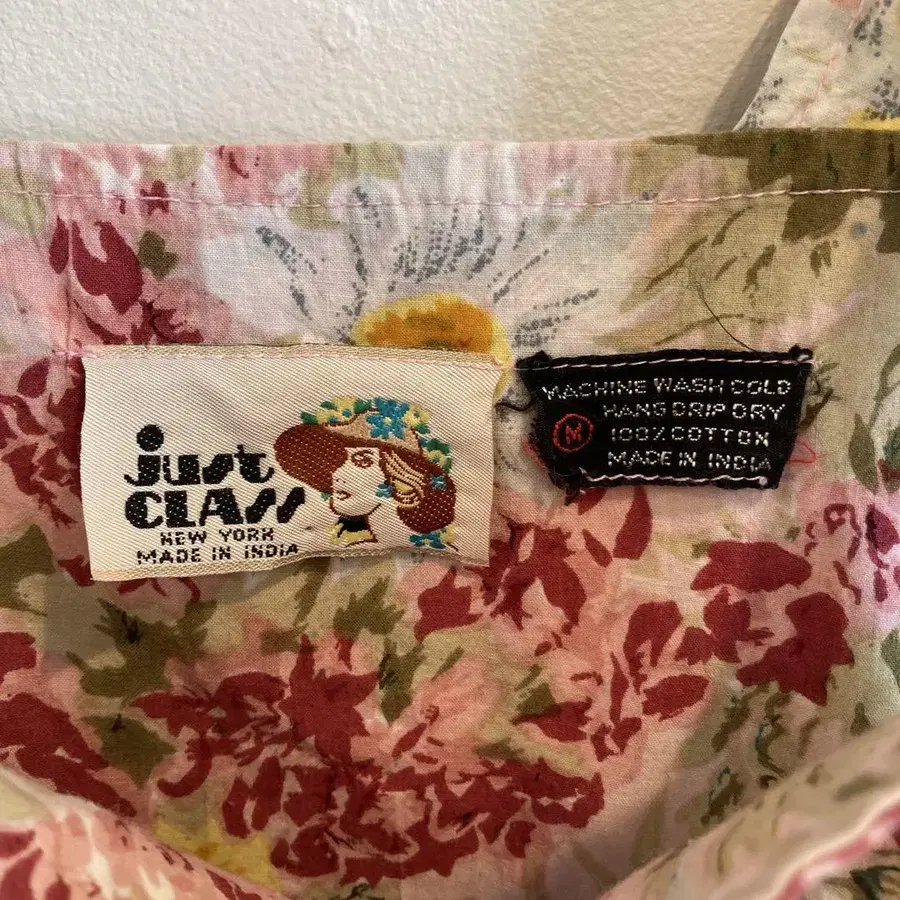 just
CLASS
NEW YORK
MADE IN INDIA
MACHINE WASH COLD
HANG DRIP DRY
M
100% COTTON
MADE IN INDIA